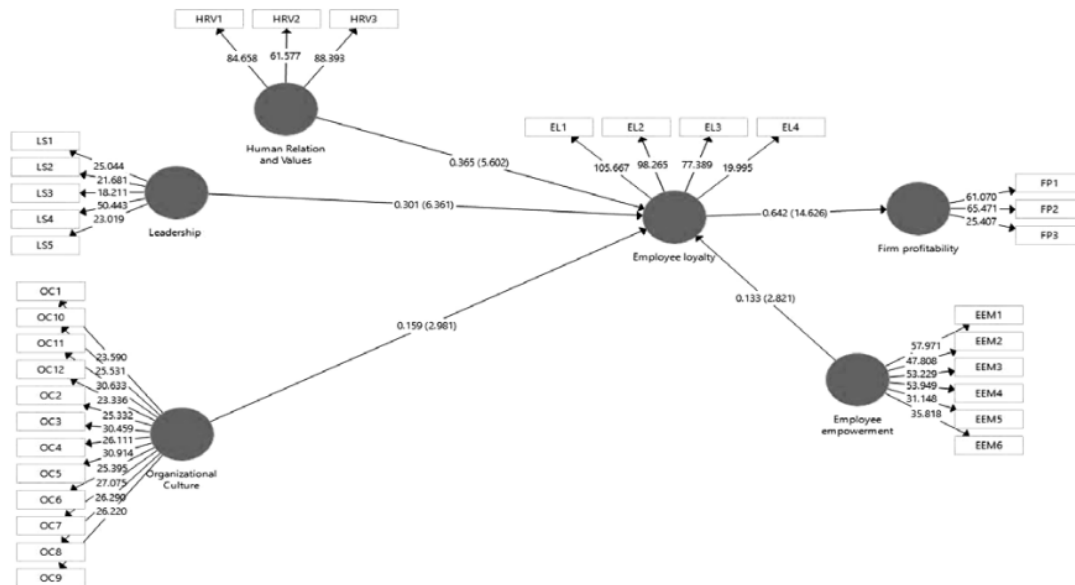 HRV1
HRV2
HRV3
84.658
61.577
88.393
Human Relation
and Values
LS1
LS2
LS3
LS4
LS5
25.044
21.681
18.211
50.443
23.019
Leadership
EL1
EL2
EL3
EL4
105.667
98.265
77.389
19.995
Employee loyalty
0.365 (5.602)
0.301 (6.361)
0.642 (14.626)
FP1
FP2
FP3
61.070
65.471
25.407
Firm profitability
0.159 (2.981)
0.133 (2.821)
OC1
OC10
OC11
OC12
OC2
OC3
OC4
OC5
OC6
OC7
OC8
OC9
23.590
25.531
30.633
23.336
25.332
30.459
26.111
30.914
25.395
27.075
26.290
26.220
Organizational
Culture
EEM1
EEM2
EEM3
EEM4
EEM5
EEM6
57.971
47.808
53.229
53.949
31.148
35.818
Employee
empowerment